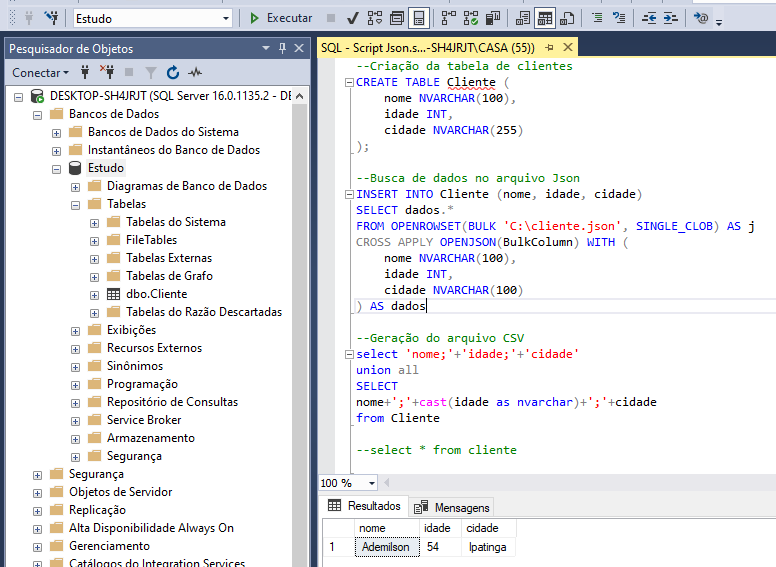 Estudo
Executar
Pesquisador de Objetos
Conectar
DESKTOP-SH4JRJT (SQL Server 16.0.1135.2 - DE
Bancos de Dados
Bancos de Dados do Sistema
Instantâneos do Banco de Dados
Estudo
Diagramas de Banco de Dados
Tabelas
Tabelas do Sistema
FileTables
Tabelas Externas
Tabelas de Grafo
dbo.Cliente
Tabelas do Razão Descartadas
Exibições
Recursos Externos
Sinônimos
Programação
Repositório de Consultas
Service Broker
Armazenamento
Segurança
Segurança
Objetos de Servidor
Replicação
Alta Disponibilidade Always On
Gerenciamento
Catálogos do Integration Services
SQL - Script Json.s...-SH4JRJT\CASA (55))
--Criação da tabela de clientes
CREATE TABLE Cliente (
nome NVARCHAR(100),
idade INT,
cidade NVARCHAR(255)
);
--Busca de dados no arquivo Json
INSERT INTO Cliente (nome, idade, cidade)
SELECT dados.*
FROM OPENROWSET(BULK 'C:\cliente.json', SINGLE_CLOB) AS j
CROSS APPLY OPENJSON(BulkColumn) WITH (
nome NVARCHAR(100),
idade INT,
cidade NVARCHAR(100)
) AS dados
--Geração do arquivo CSV
select 'nome;'+'idade;'+'cidade'
union all
SELECT
nome+';'+cast(idade as nvarchar)+';'+cidade
from Cliente
--select * from cliente
100 %
Resultados Mensagens
nome idade cidade
1 Ademilson 54 Ipatinga